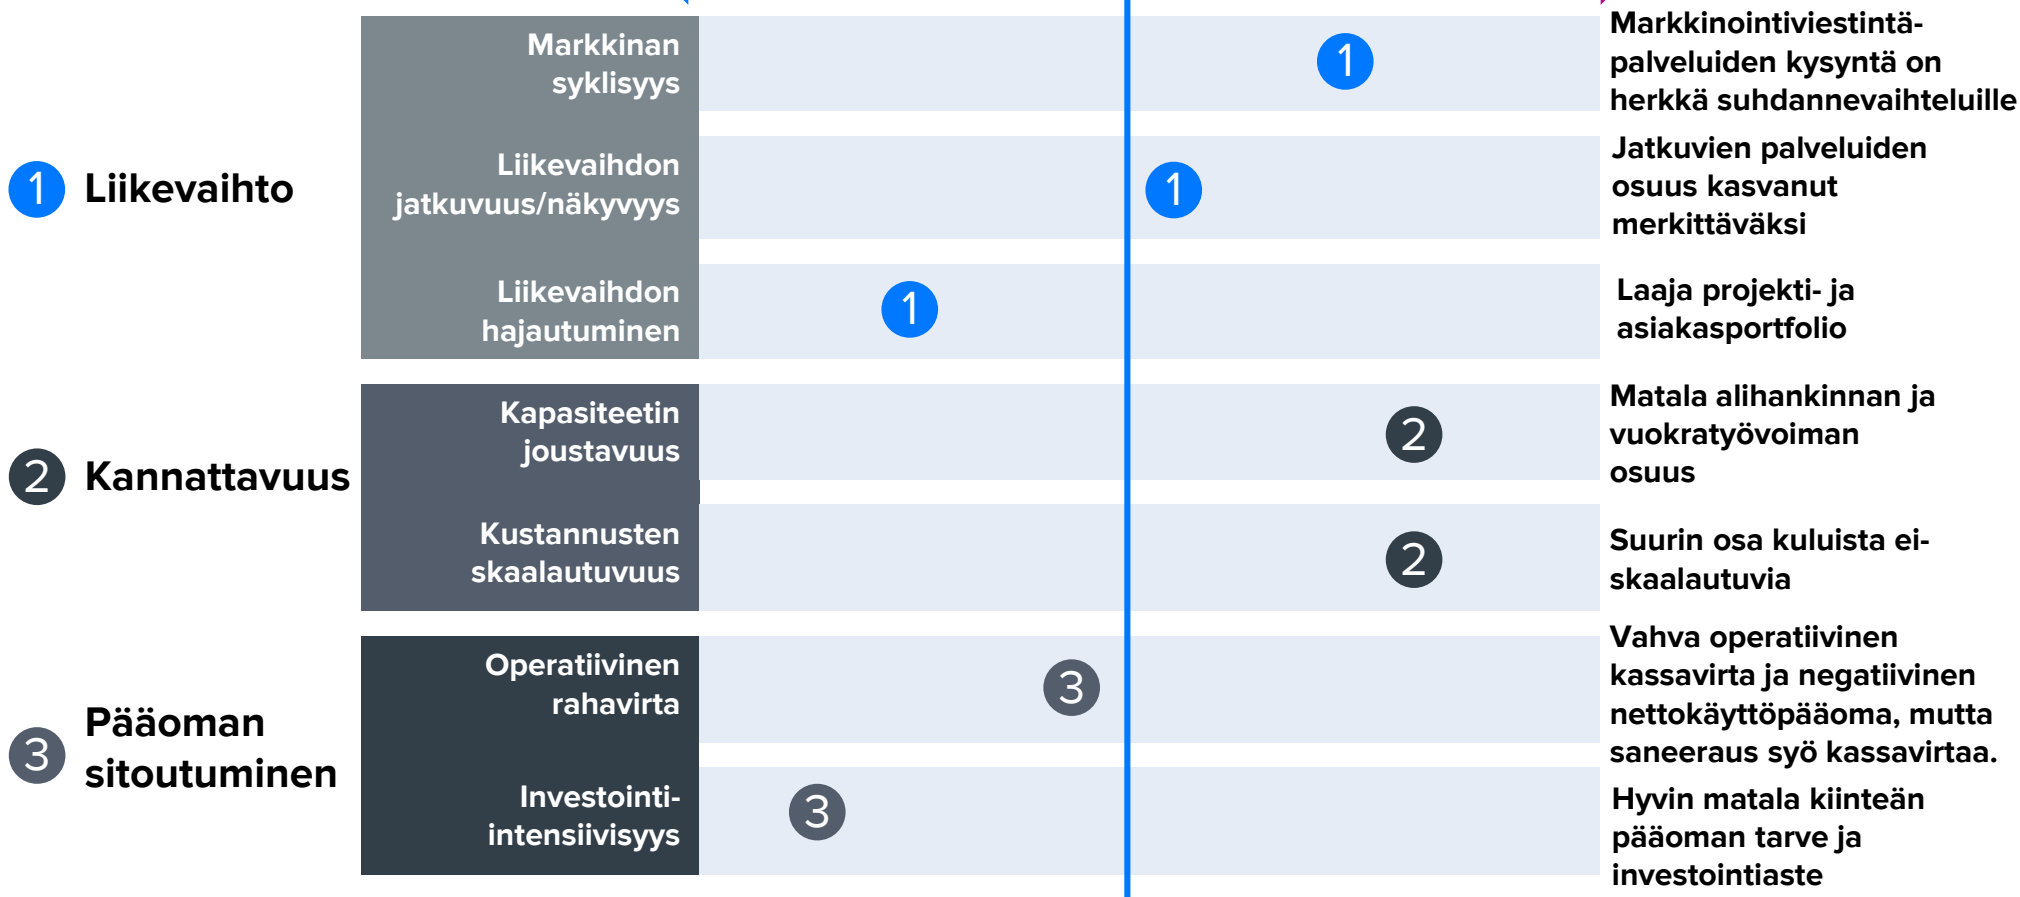 1 Liikevaihto
Markkinan
syklisyys
1
Markkinointiviestintä-
palveluiden kysyntä on
herkkä suhdannevaihteluille
Liikevaihdon
jatkuvuus/näkyvyys
1
Jatkuvien palveluiden
osuus kasvanut
merkittäväksi
Liikevaihdon
hajautuminen
1
Laaja projekti- ja
asiakasportfolio
2 Kannattavuus
Kapasiteetin
joustavuus
2
Matala alihankinnan ja
vuokratyövoiman
osuus
Kustannusten
skaalautuvuus
2
Suurin osa kuluista ei-
skaalautuvia
3 Pääoman
sitoutuminen
Operatiivinen
rahavirta
3
Vahva operatiivinen
kassavirta ja negatiivinen
nettokäyttöpääoma, mutta
saneeraus syö kassavirtaa.
Investointi-
intensiivisyys
3
Hyvin matala kiinteän
pääoman tarve ja
investointiaste